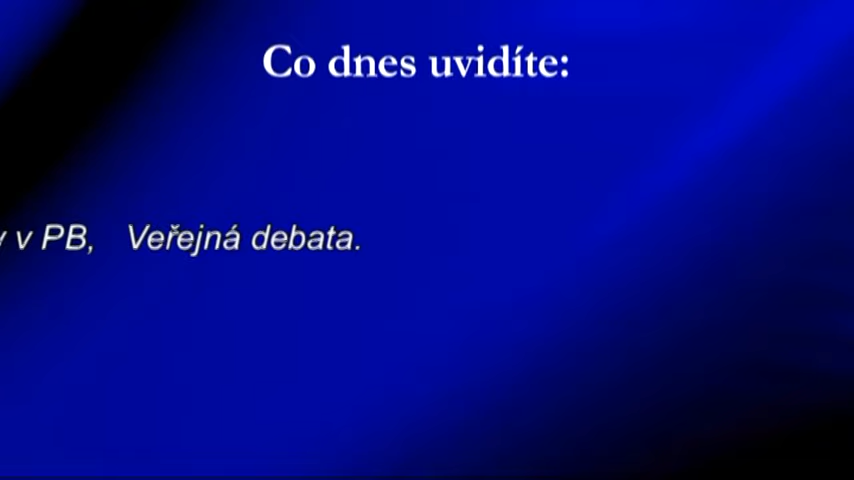 Co dnes uvidíte:
v PB, Veřejná debata.